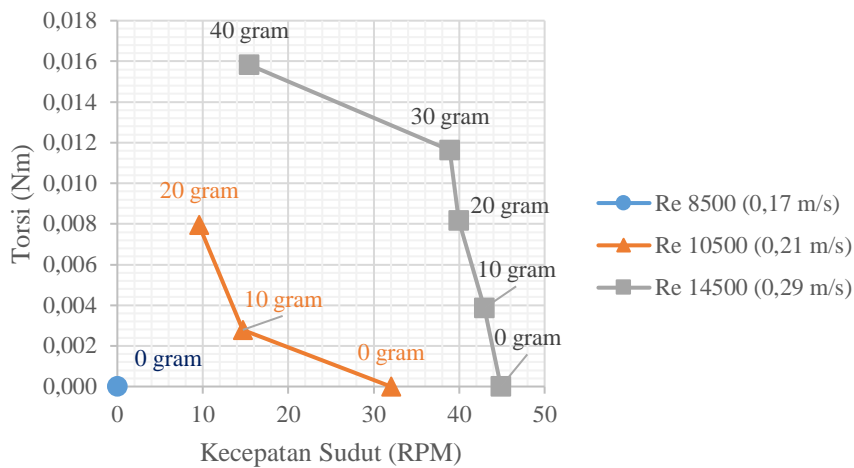 0,018
0,016
0,014
0,012
0,010
0,008
0,006
0,004
0,002
0,000
Torsi (Nm)
40 gram
30 gram
20 gram
20 gram
10 gram
10 gram
0 gram
0 gram
0 gram
0
10
20
30
40
50
Kecepatan Sudut (RPM)
Re 8500 (0,17 m/s)
Re 10500 (0,21 m/s)
Re 14500 (0,29 m/s)